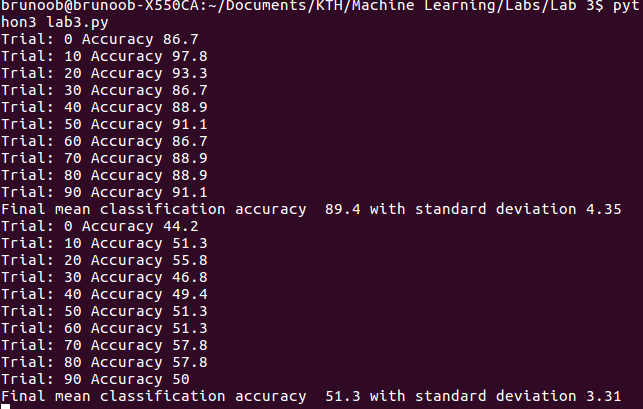 brunoob@brunoob-X550CA:~/Documents/KTH/Machine Learning/Labs/Lab 3$ pyt
hon3 lab3.py
Trial: 0 Accuracy 86.7
Trial: 10 Accuracy 97.8
Trial: 20 Accuracy 93.3
Trial: 30 Accuracy 86.7
Trial: 40 Accuracy 88.9
Trial: 50 Accuracy 91.1
Trial: 60 Accuracy 86.7
Trial: 70 Accuracy 88.9
Trial: 80 Accuracy 88.9
Trial: 90 Accuracy 91.1
Final mean classification accuracy  89.4 with standard deviation 4.35
Trial: 0 Accuracy 44.2
Trial: 10 Accuracy 51.3
Trial: 20 Accuracy 55.8
Trial: 30 Accuracy 46.8
Trial: 40 Accuracy 49.4
Trial: 50 Accuracy 51.3
Trial: 60 Accuracy 51.3
Trial: 70 Accuracy 57.8
Trial: 80 Accuracy 57.8
Trial: 90 Accuracy 50
Final mean classification accuracy  51.3 with standard deviation 3.31